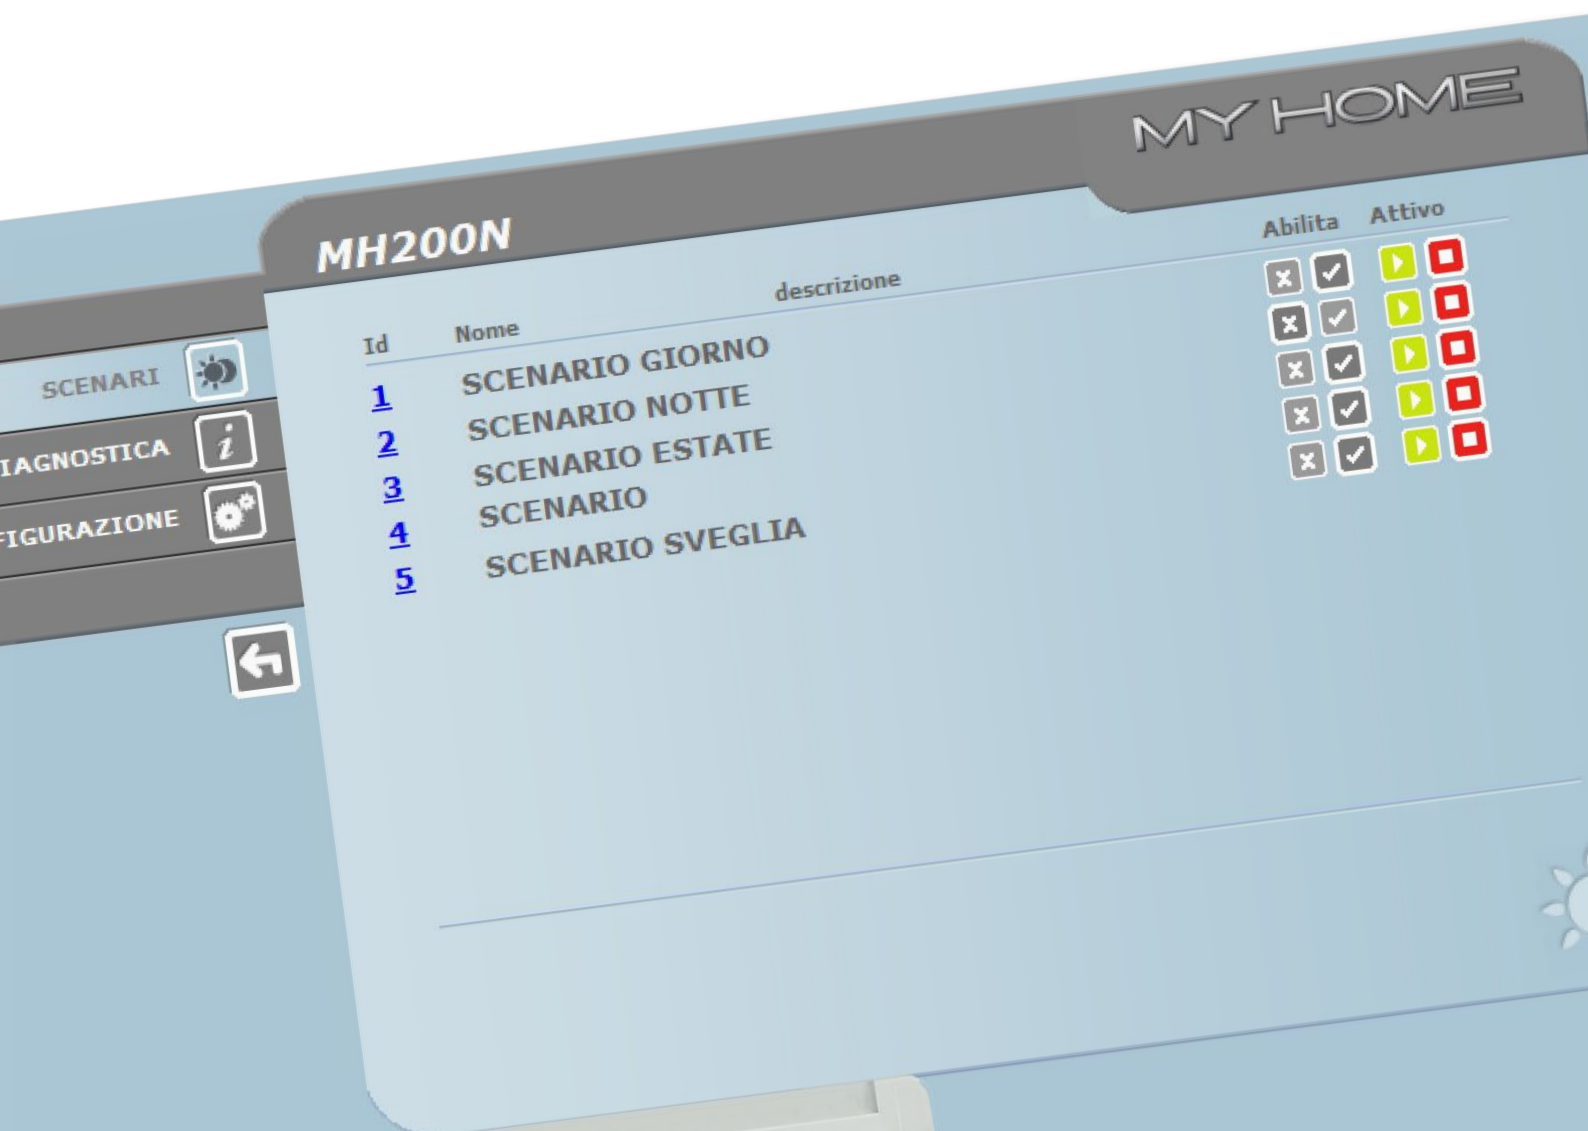 MY HOME
MH200N
Id Nome descrizione Abilita Attivo
1 SCENARIO GIORNO
2 SCENARIO NOTTE
3 SCENARIO ESTATE
4 SCENARIO
5 SCENARIO SVEGLIA
SCENARI
IAGNOSTICA
FIGURAZIONE